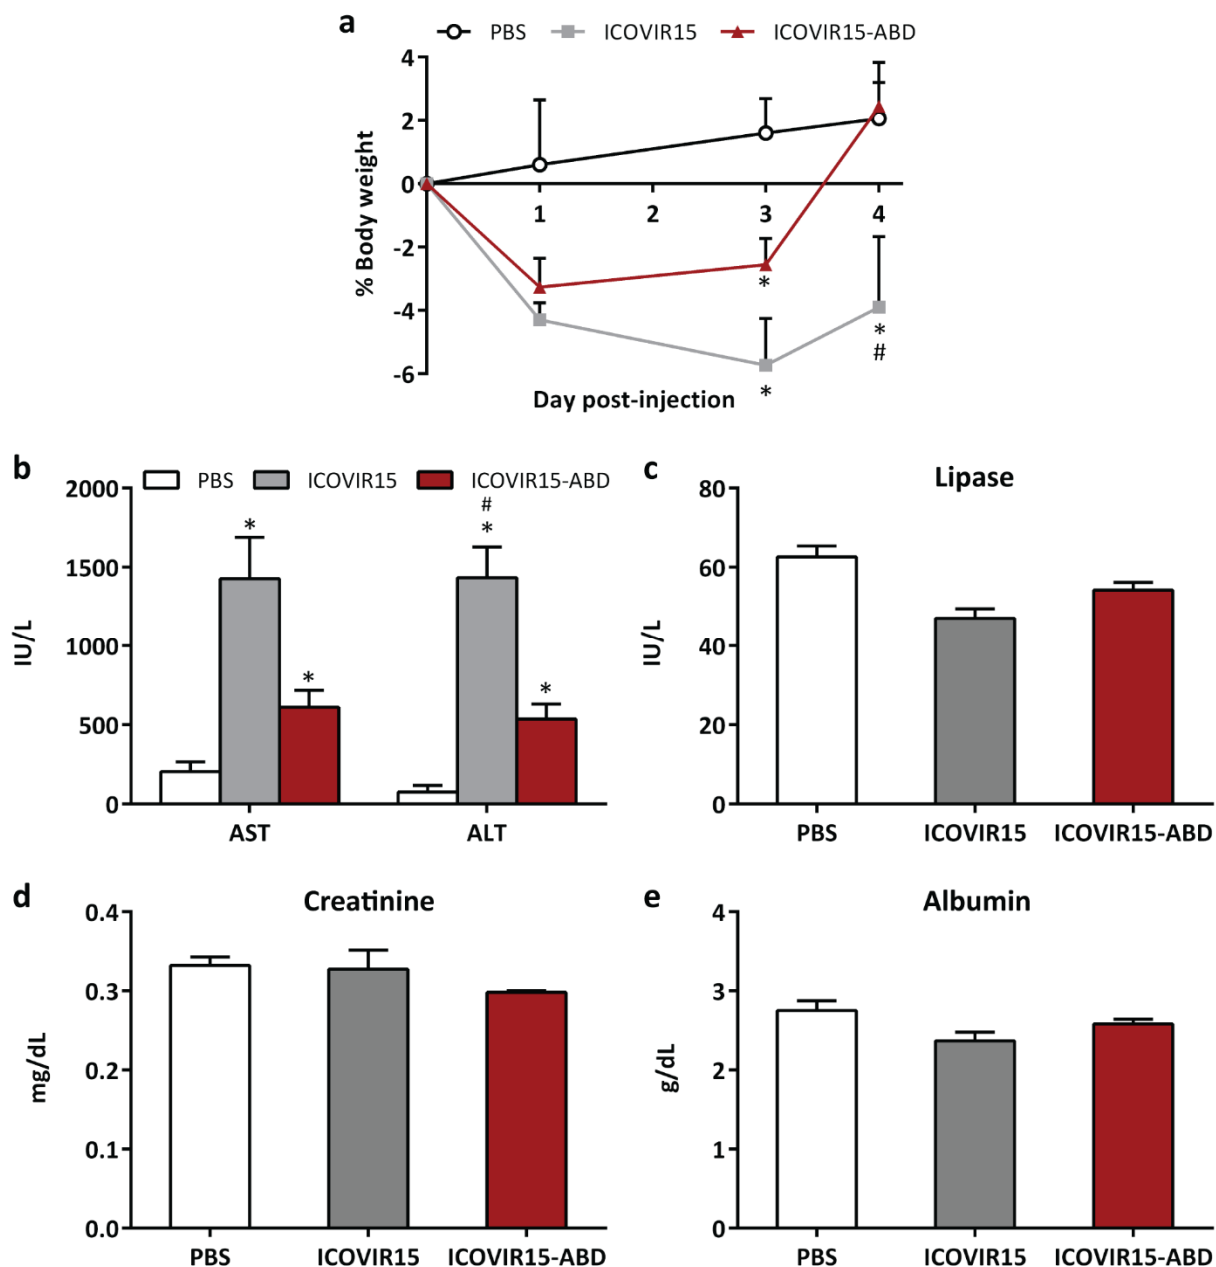 a
PBS ICOVIR15 ICOVIR15-ABD
4
2
0
-2
-4
-6
% Body weight
1 2 3 4
*
*
*
#
Day post-injection
b
PBS ICOVIR15 ICOVIR15-ABD
2000
1500
1000
500
0
IU/L
*
*
#
*
*
AST ALT
c
Lipase
80
60
40
20
0
IU/L
PBS ICOVIR15 ICOVIR15-ABD
d
Creatinine
0.4
0.3
0.2
0.1
0.0
mg/dL
PBS ICOVIR15 ICOVIR15-ABD
e
Albumin
4
3
2
1
0
g/dL
PBS ICOVIR15 ICOVIR15-ABD